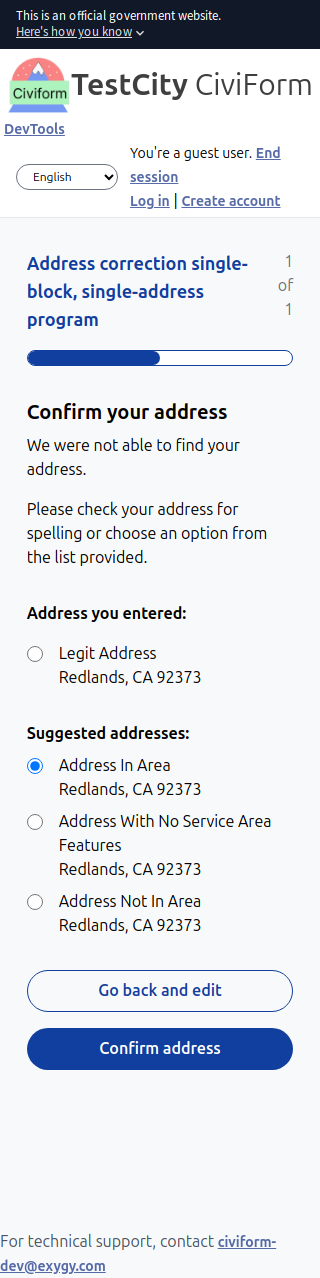 This is an official government website.
Here's how you know
Civiform
TestCity CiviForm
DevTools
English
You're a guest user. End
session
Log in | Create account
Address correction single-
block, single-address
program
1
of
1
Confirm your address
We were not able to find your
address.
Please check your address for
spelling or choose an option from
the list provided.
Address you entered:
Legit Address
Redlands, CA 92373
Suggested addresses:
Address In Area
Redlands, CA 92373
Address With No Service Area
Features
Redlands, CA 92373
Address Not In Area
Redlands, CA 92373
Go back and edit
Confirm address
For technical support, contact civiform-
dev@exygy.com